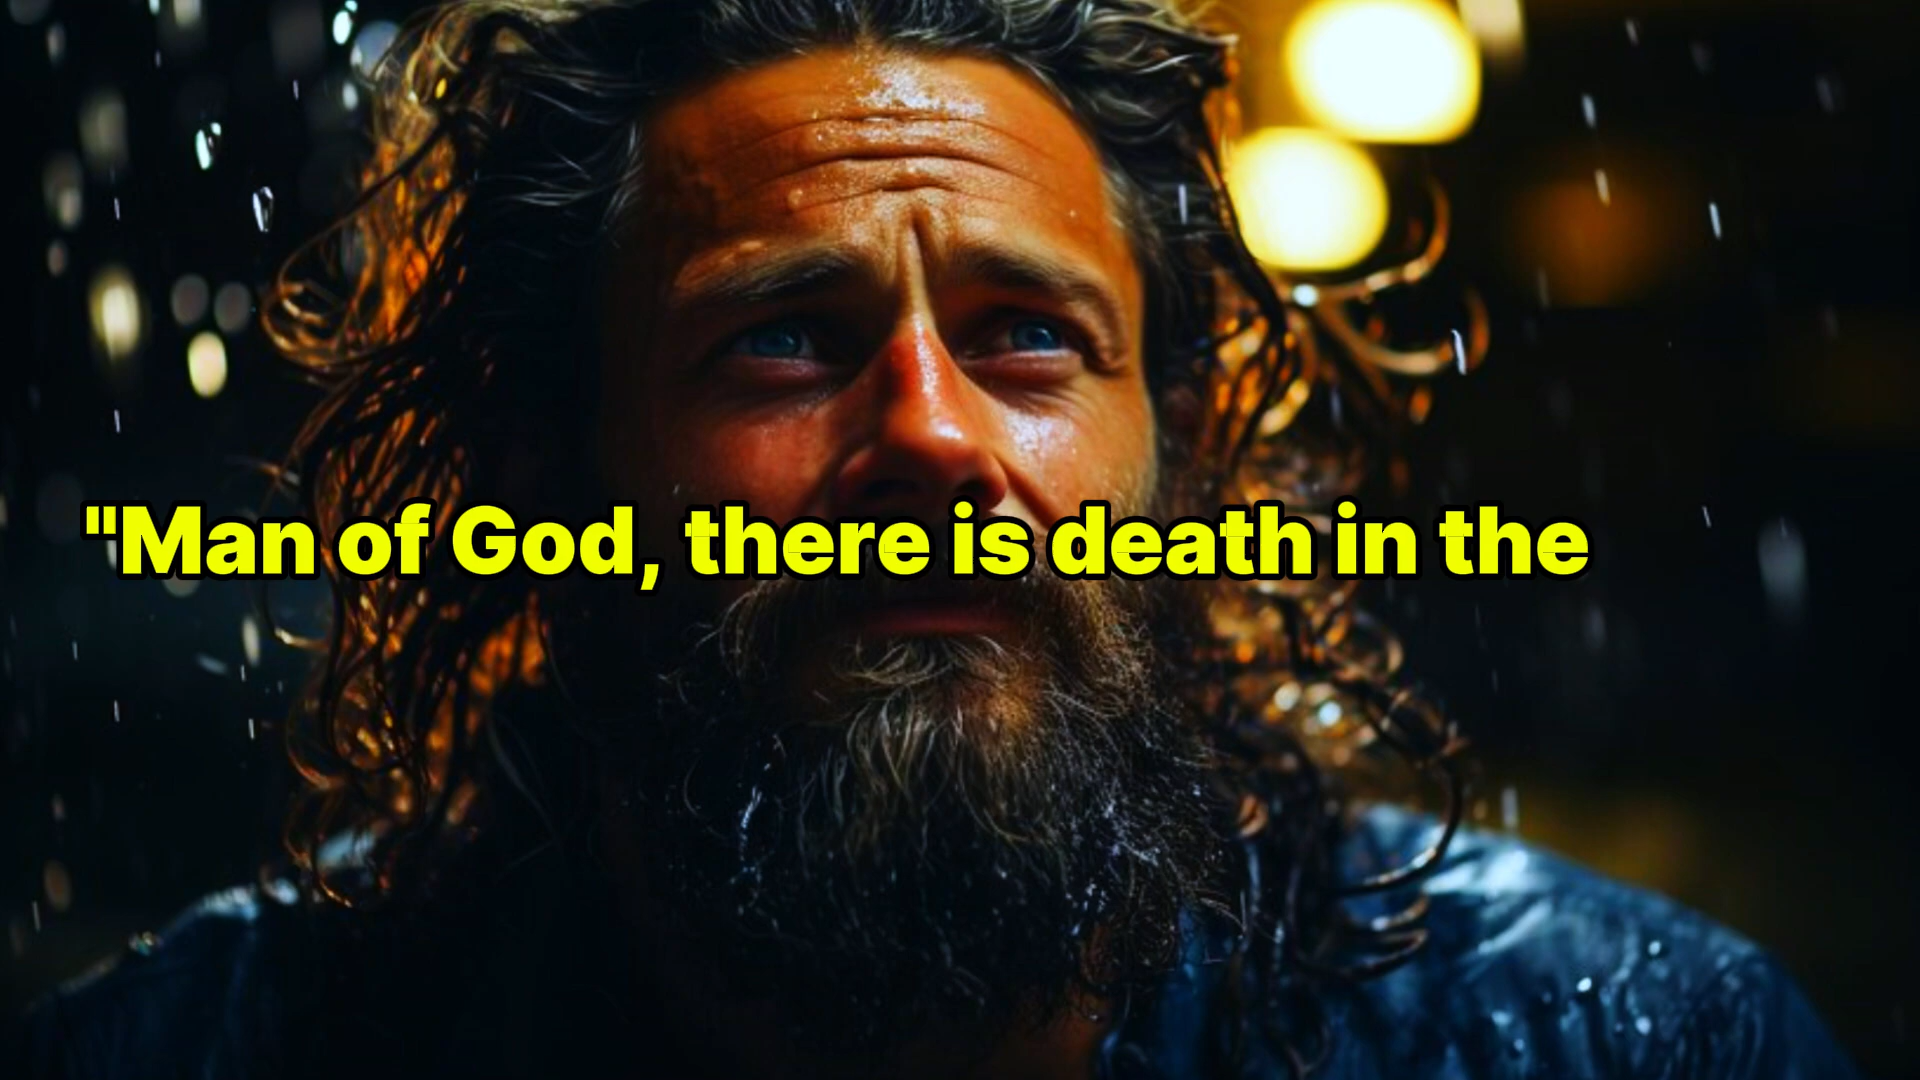 "Man of God, there is death in the